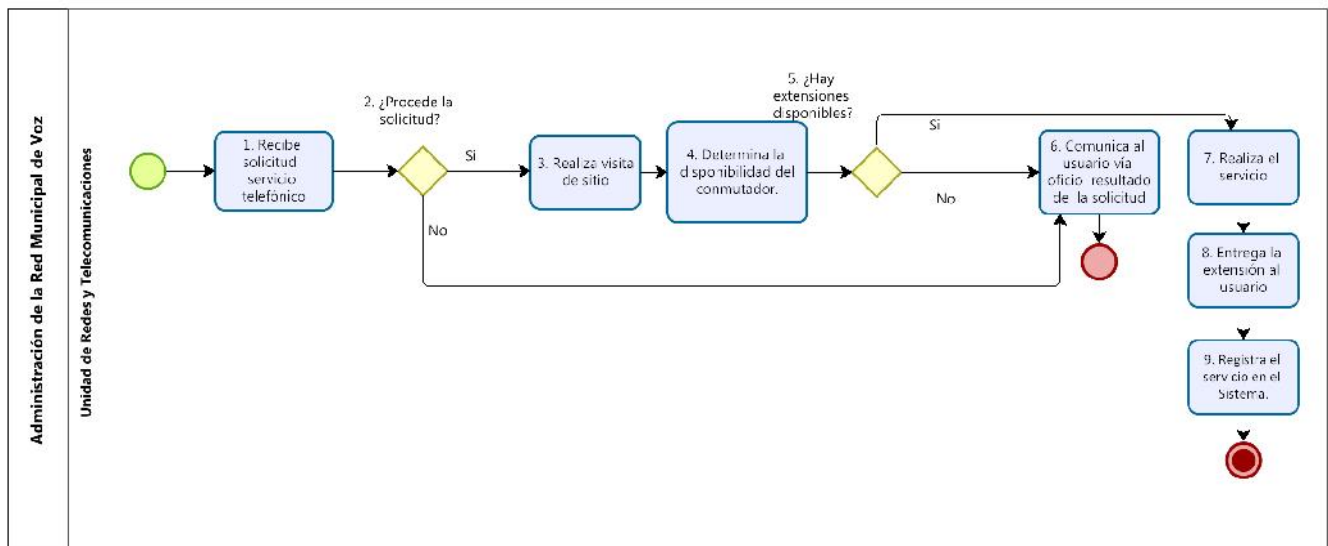 Administración de la Red Municipal de Voz
Unidad de Redes y Telecomunicaciones
1. Recibe
solicitud
servicio
telefónico
2. ¿Procede la
solicitud?
Si
No
3. Realiza visita
de sitio
4. Determina la
disponibilidad del
conmutador.
5. ¿Hay
extensiones
disponibles?
Si
No
6. Comunica al
usuario vía
oficio resultado
de la solicitud
7. Realiza el
servicio
8. Entrega la
extensión al
usuario
9. Registra el
servicio en el
Sistema.